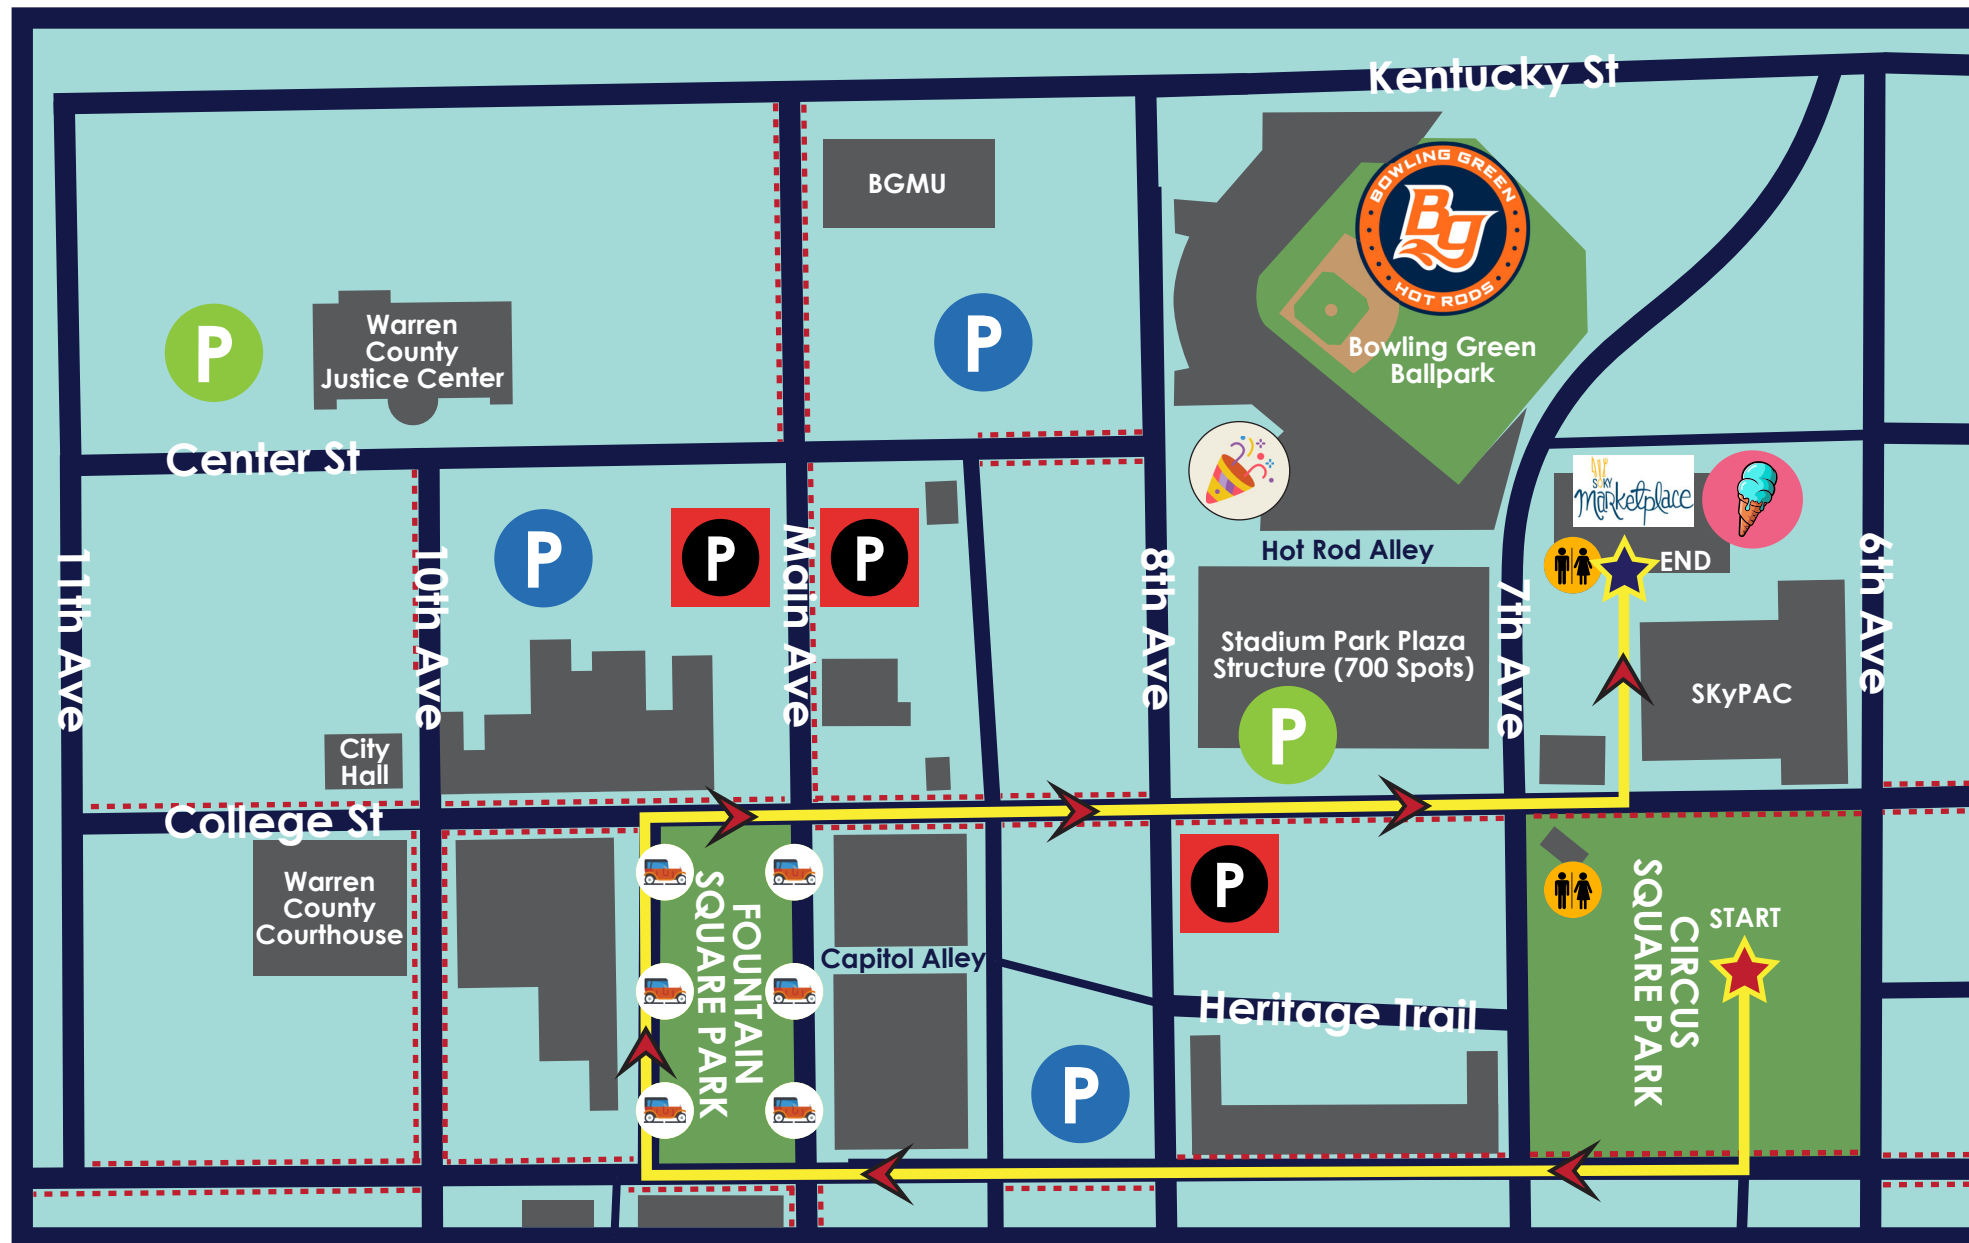 Kentucky St
BGMU
BOWLING GREEN
BG
HOT RODS
Bowling Green
Ballpark
P
Warren
County
Justice Center
P
Center St
SOKY
marketplace
P
P
P
Hot Rod Alley
END
11th Ave
10th Ave
Main Ave
8th Ave
7th Ave
6th Ave
Stadium Park Plaza
Structure (700 Spots)
P
SKyPAC
City
Hall
College St
Warren
County
Courthouse
FOUNTAIN
SQUARE PARK
P
CIRCUS
SQUARE PARK
START
Capitol Alley
Heritage Trail
P